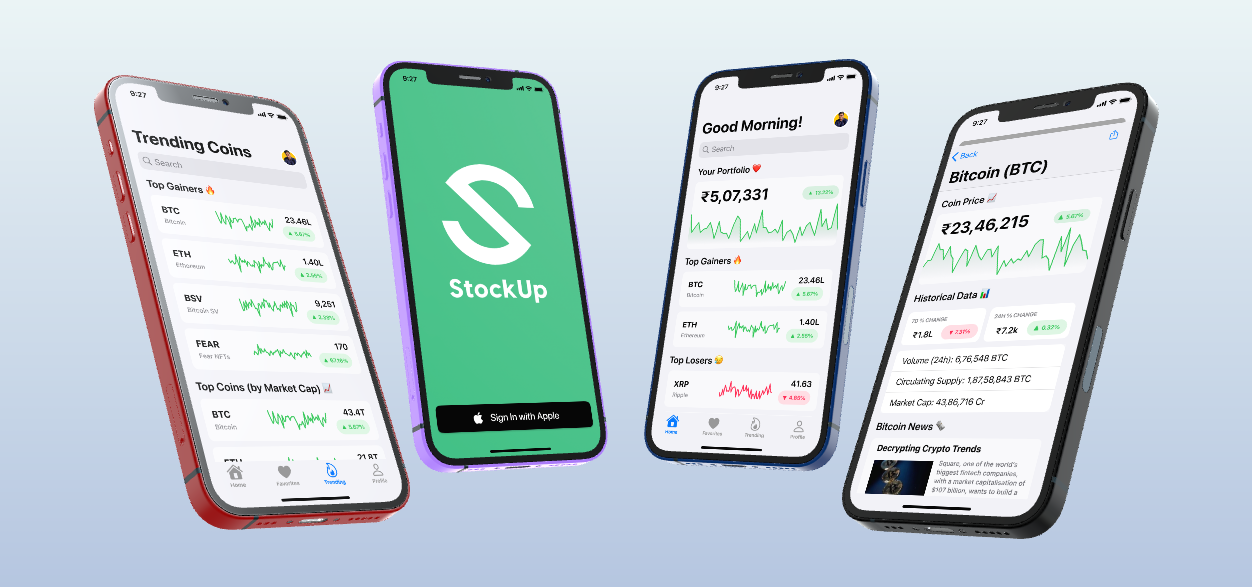 9:27
Trending Coins
Search
Top Gainers 🔥
BTC
Bitcoin
23.46L
▲ 5.67%
ETH
Ethereum
1.40L
▲ 2.55%
BSV
Bitcoin SV
9,251
▲ 3.33%
FEAR
Fear NFTs
170
▲ 67.16%
Top Coins (by Market Cap) 📈
BTC
Bitcoin
43.4T
▲ 5.67%
ETH
21.8T
Home
Favorites
Trending
Profile
9:27
StockUp
Sign In with Apple
9:27
Good Morning!
Search
Your Portfolio ❤️
₹5,07,331
▲ 13.22%
Top Gainers 🔥
BTC
Bitcoin
23.46L
▲ 5.67%
ETH
Ethereum
1.40L
▲ 2.55%
Top Losers 😥
XRP
Ripple
41.63
▼ 4.85%
Home
Favorites
Trending
Profile
9:27
Back
Bitcoin (BTC)
Coin Price 📈
₹23,46,215
▲ 5.67%
Historical Data 📊
7D % CHANGE
₹1.8L
▼ 7.37%
24H % CHANGE
₹7.2k
▲ 0.32%
Volume (24h): 6,76,548 BTC
Circulating Supply: 1,87,58,843 BTC
Market Cap: 43,86,716 Cr
Bitcoin News 🗞️
Decrypting Crypto Trends
Square, one of the world's
biggest fintech companies,
with a market capitalisation of
$107 billion, wants to build a